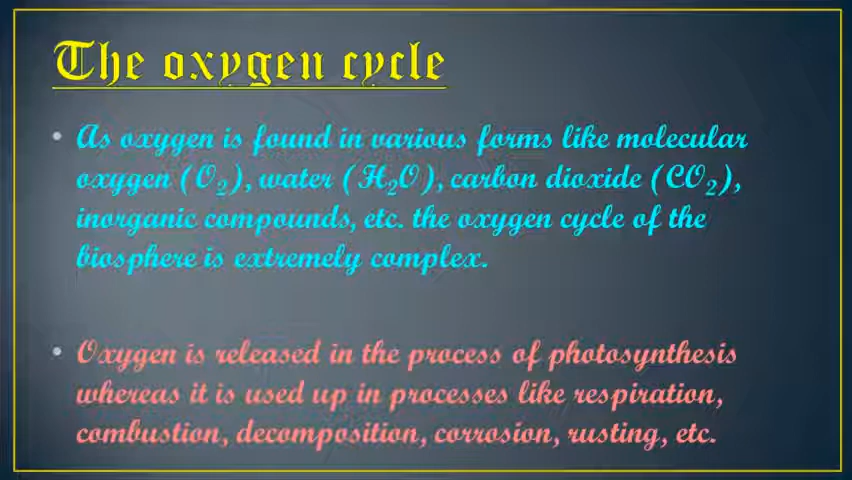 The oxygen cycle
• As oxygen is found in various forms like molecular
oxygen (O₂), water (H₂O), carbon dioxide (CO₂),
inorganic compounds, etc. the oxygen cycle of the
biosphere is extremely complex.
• Oxygen is released in the process of photosynthesis
whereas it is used up in processes like respiration,
combustion, decomposition, corrosion, rusting, etc.